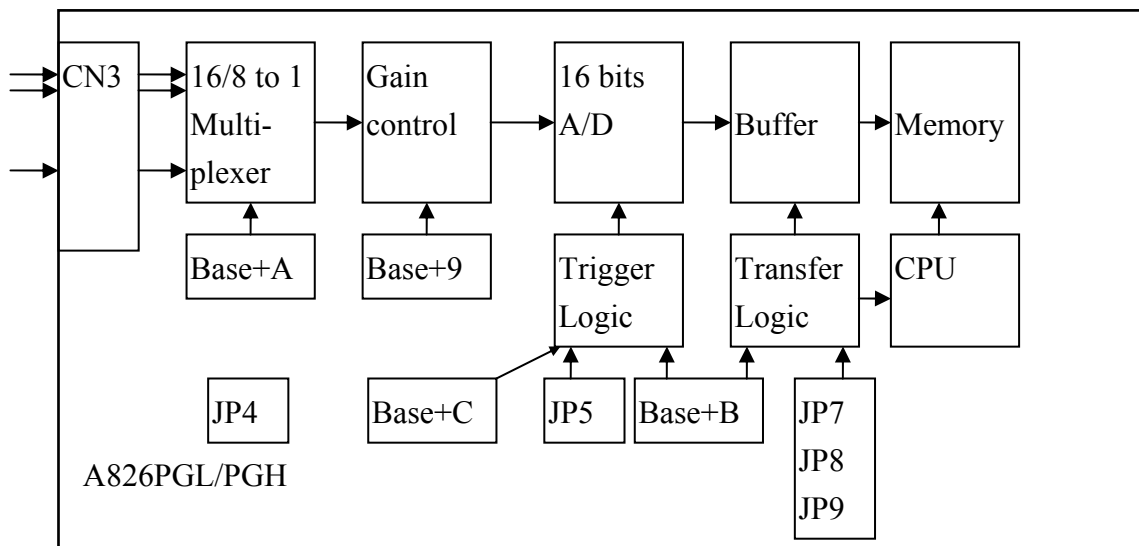 CN3
16/8 to 1
Multi-
plexer
Gain
control
16 bits
A/D
Buffer
Memory
Base+A
Base+9
Trigger
Logic
Transfer
Logic
CPU
JP4
Base+C
JP5
Base+B
JP7
JP8
JP9
A826PGL/PGH